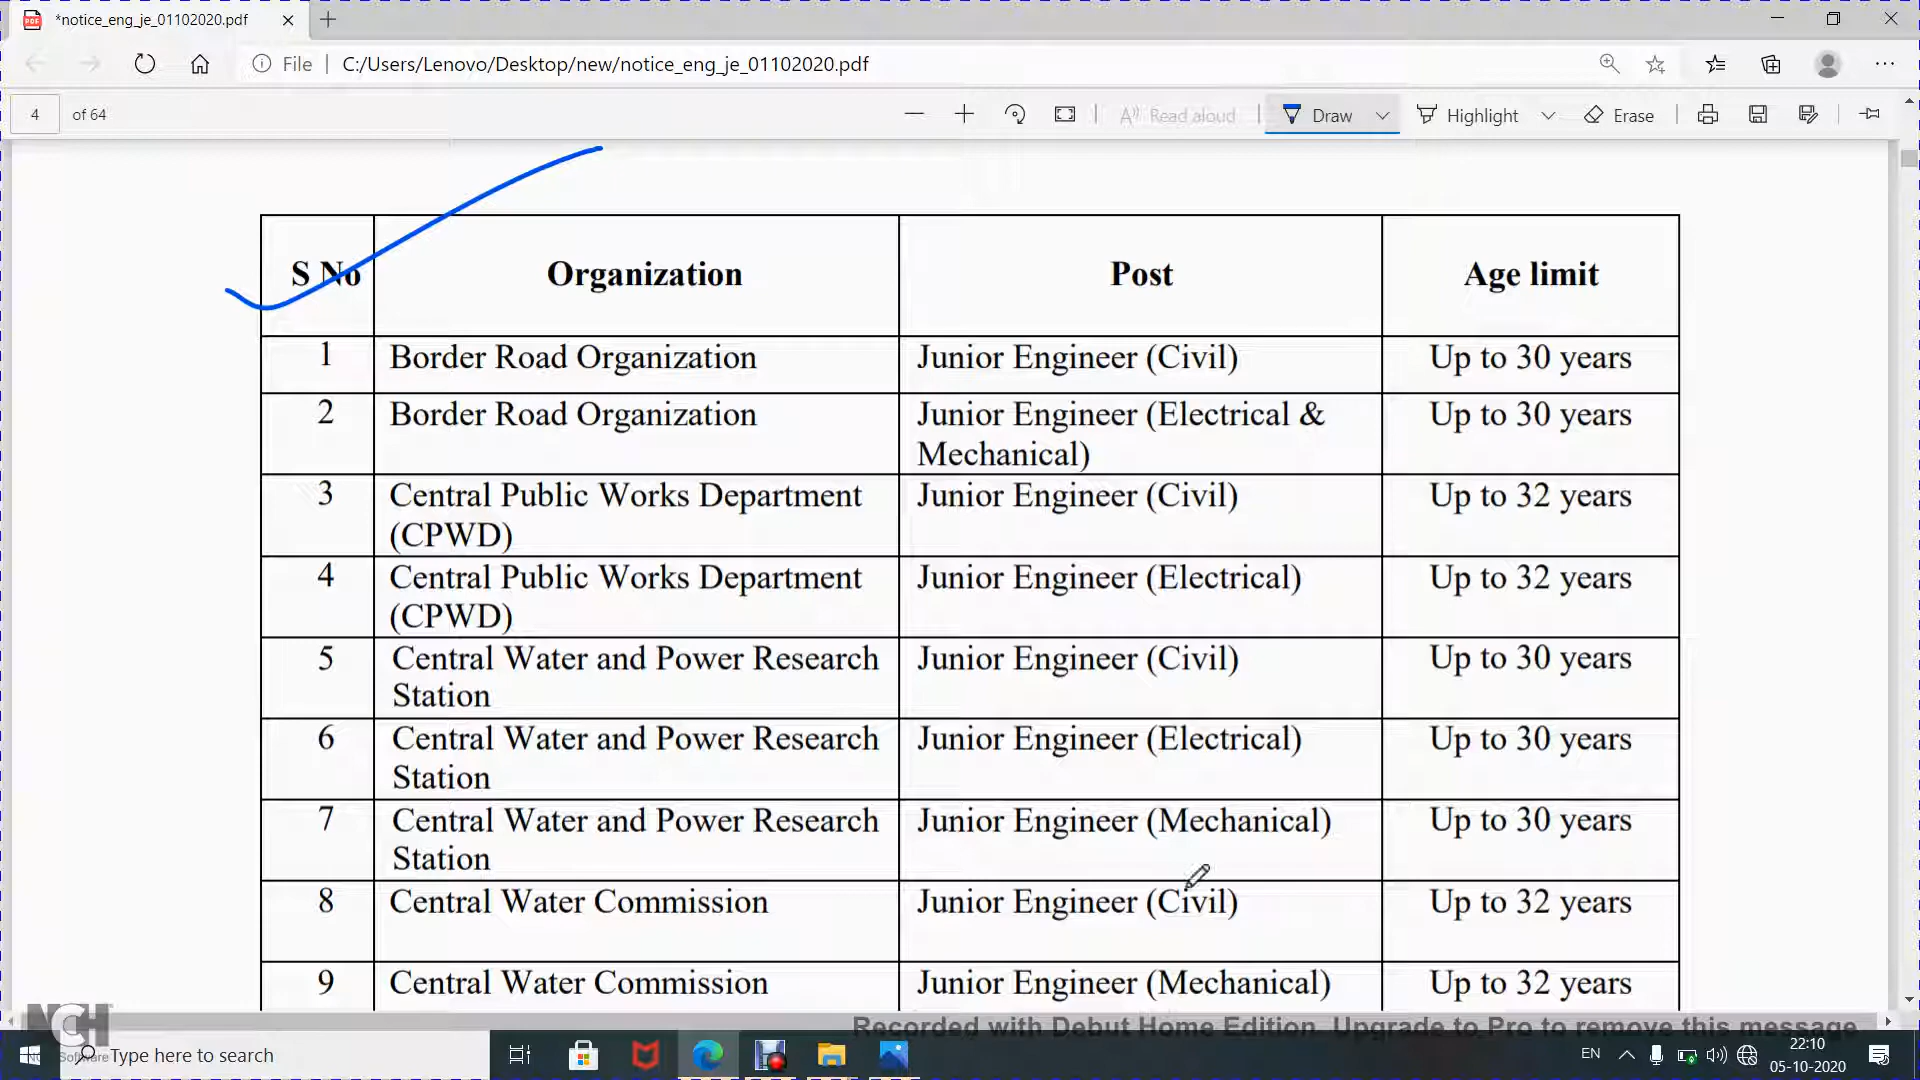 *notice_eng_je_01102020.pdf
File
C:/Users/Lenovo/Desktop/new/notice_eng_je_01102020.pdf
4 of 64
Read aloud
Draw
Highlight
Erase
S No Organization Post Age limit
1 Border Road Organization Junior Engineer (Civil) Up to 30 years
2 Border Road Organization Junior Engineer (Electrical & Up to 30 years
Mechanical)
3 Central Public Works Department Junior Engineer (Civil) Up to 32 years
(CPWD)
4 Central Public Works Department Junior Engineer (Electrical) Up to 32 years
(CPWD)
5 Central Water and Power Research Junior Engineer (Civil) Up to 30 years
Station
6 Central Water and Power Research Junior Engineer (Electrical) Up to 30 years
Station
7 Central Water and Power Research Junior Engineer (Mechanical) Up to 30 years
Station
8 Central Water Commission Junior Engineer (Civil) Up to 32 years
9 Central Water Commission Junior Engineer (Mechanical) Up to 32 years
NCH
Recorded with Debut Home Edition. Upgrade to Pro to remove this message
Type here to search
EN
22:10
05-10-2020